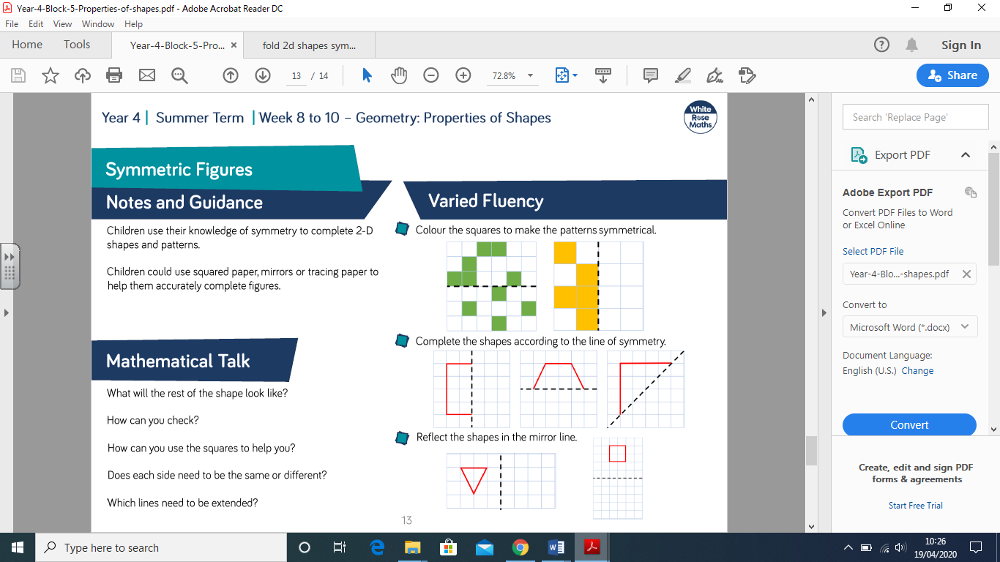 Year-4-Block-5-Properties-of-shapes.pdf - Adobe Acrobat Reader DC
File Edit View Window Help
Home Tools Year-4-Block-5-Pro... × fold 2d shapes sym... Sign In
13 / 14 72.8% Share
Year 4 | Summer Term | Week 8 to 10 – Geometry: Properties of Shapes
White
Rose
Maths
Symmetric Figures
Notes and Guidance
Children use their knowledge of symmetry to complete 2-D
shapes and patterns.
Children could use squared paper, mirrors or tracing paper to
help them accurately complete figures.
Mathematical Talk
What will the rest of the shape look like?
How can you check?
How can you use the squares to help you?
Does each side need to be the same or different?
Which lines need to be extended?
Varied Fluency
Colour the squares to make the patterns symmetrical.
Complete the shapes according to the line of symmetry.
Reflect the shapes in the mirror line.
13
Search 'Replace Page'
Export PDF
Adobe Export PDF
Convert PDF Files to Word
or Excel Online
Select PDF File
Year-4-Blo...-shapes.pdf
Convert to
Microsoft Word (*.docx)
Document Language:
English (U.S.) Change
Convert
Create, edit and sign PDF
forms & agreements
Start Free Trial
Type here to search
10:26
19/04/2020